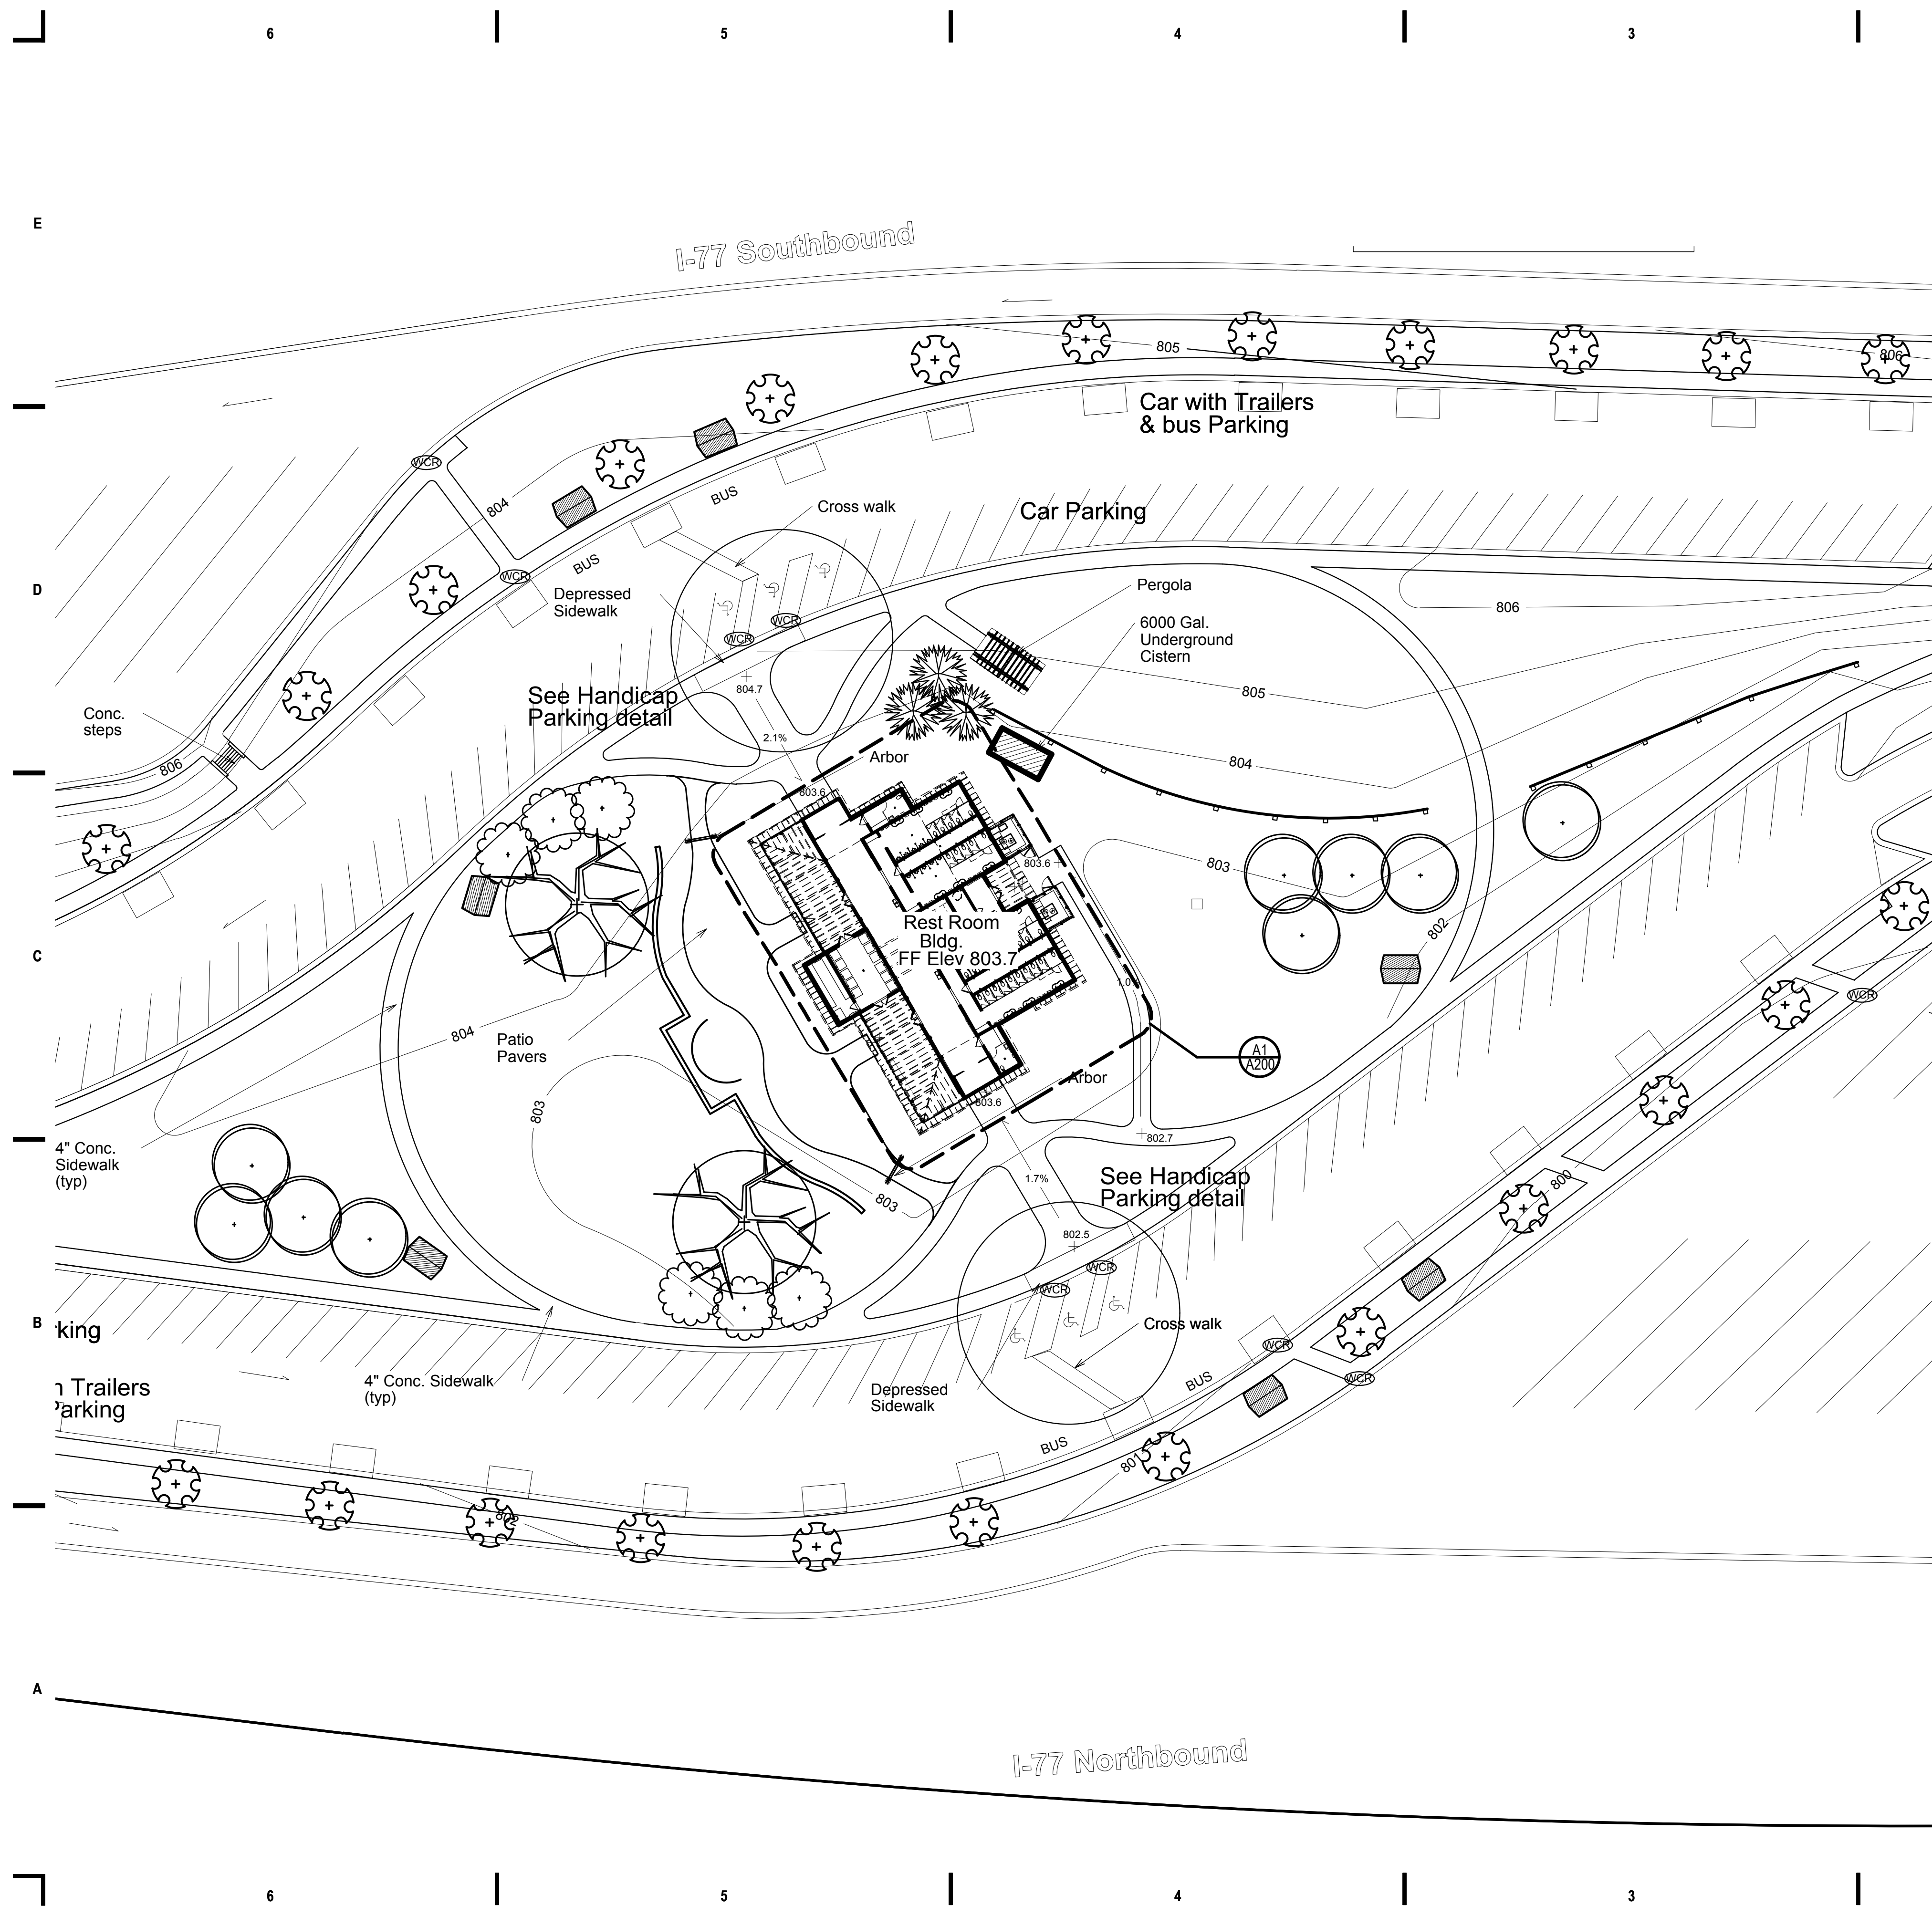 6
5
4
3
E
I-77 Southbound
805
806
Car with Trailers
& bus Parking
WCR
804
BUS
Cross walk
Car Parking
BUS
WCR
D
Depressed
Sidewalk
Pergola
806
WCR
WCR
6000 Gal.
Underground
Cistern
804.7
805
See Handicap
Parking detail
Conc.
steps
2.1%
Arbor
804
806
803.6
803.6
803
Rest Room
Bldg.
FF Elev 803.7
802
C
WCR
804
Patio
Pavers
A1
A200
Arbor
803.6
803
802.7
4" Conc.
Sidewalk
(typ)
See Handicap
Parking detail
1.7%
800
803
802.5
WCR
WCR
B
rking
Cross walk
WCR
WCR
4" Conc. Sidewalk
(typ)
Depressed
Sidewalk
BUS
Trailers
Parking
BUS
801
802
A
I-77 Northbound
6
5
4
3